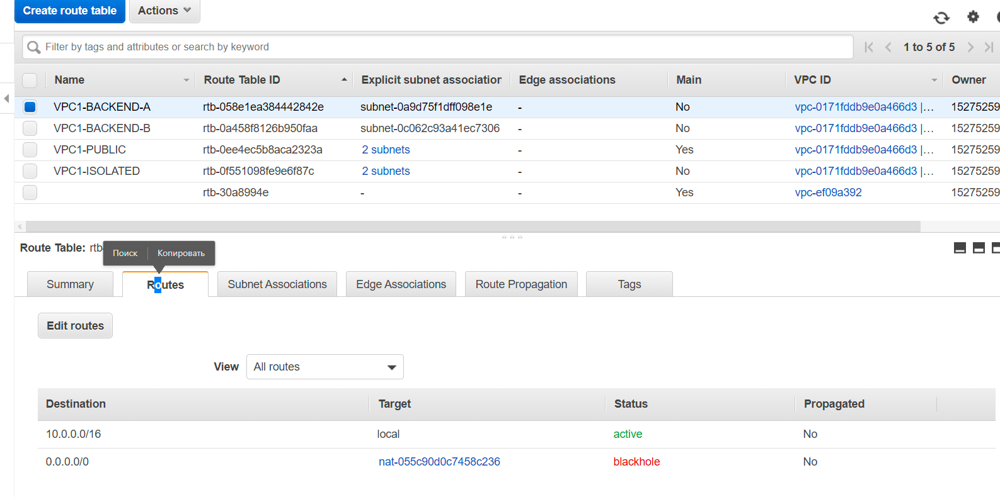 Create route table Actions
Filter by tags and attributes or search by keyword 1 to 5 of 5
Name Route Table ID Explicit subnet association Edge associations Main VPC ID Owner
VPC1-BACKEND-A rtb-058e1ea384442842e subnet-0a9d75f1dff098e1e - No vpc-0171fddb9e0a466d3 |... 15275259
VPC1-BACKEND-B rtb-0a458f8126b950faa subnet-0c062c93a41ec7306 - No vpc-0171fddb9e0a466d3 |... 15275259
VPC1-PUBLIC rtb-0ee4ec5b8aca2323a 2 subnets - Yes vpc-0171fddb9e0a466d3 |... 15275259
VPC1-ISOLATED rtb-0f551098fe9e6f87c 2 subnets - No vpc-0171fddb9e0a466d3 |... 15275259
rtb-30a8994e - - Yes vpc-ef09a392 15275259
Route Table: rtb-
Поиск Копировать
Summary Routes Subnet Associations Edge Associations Route Propagation Tags
Edit routes
View All routes
Destination Target Status Propagated
10.0.0.0/16 local active No
0.0.0.0/0 nat-055c90d0c7458c236 blackhole No